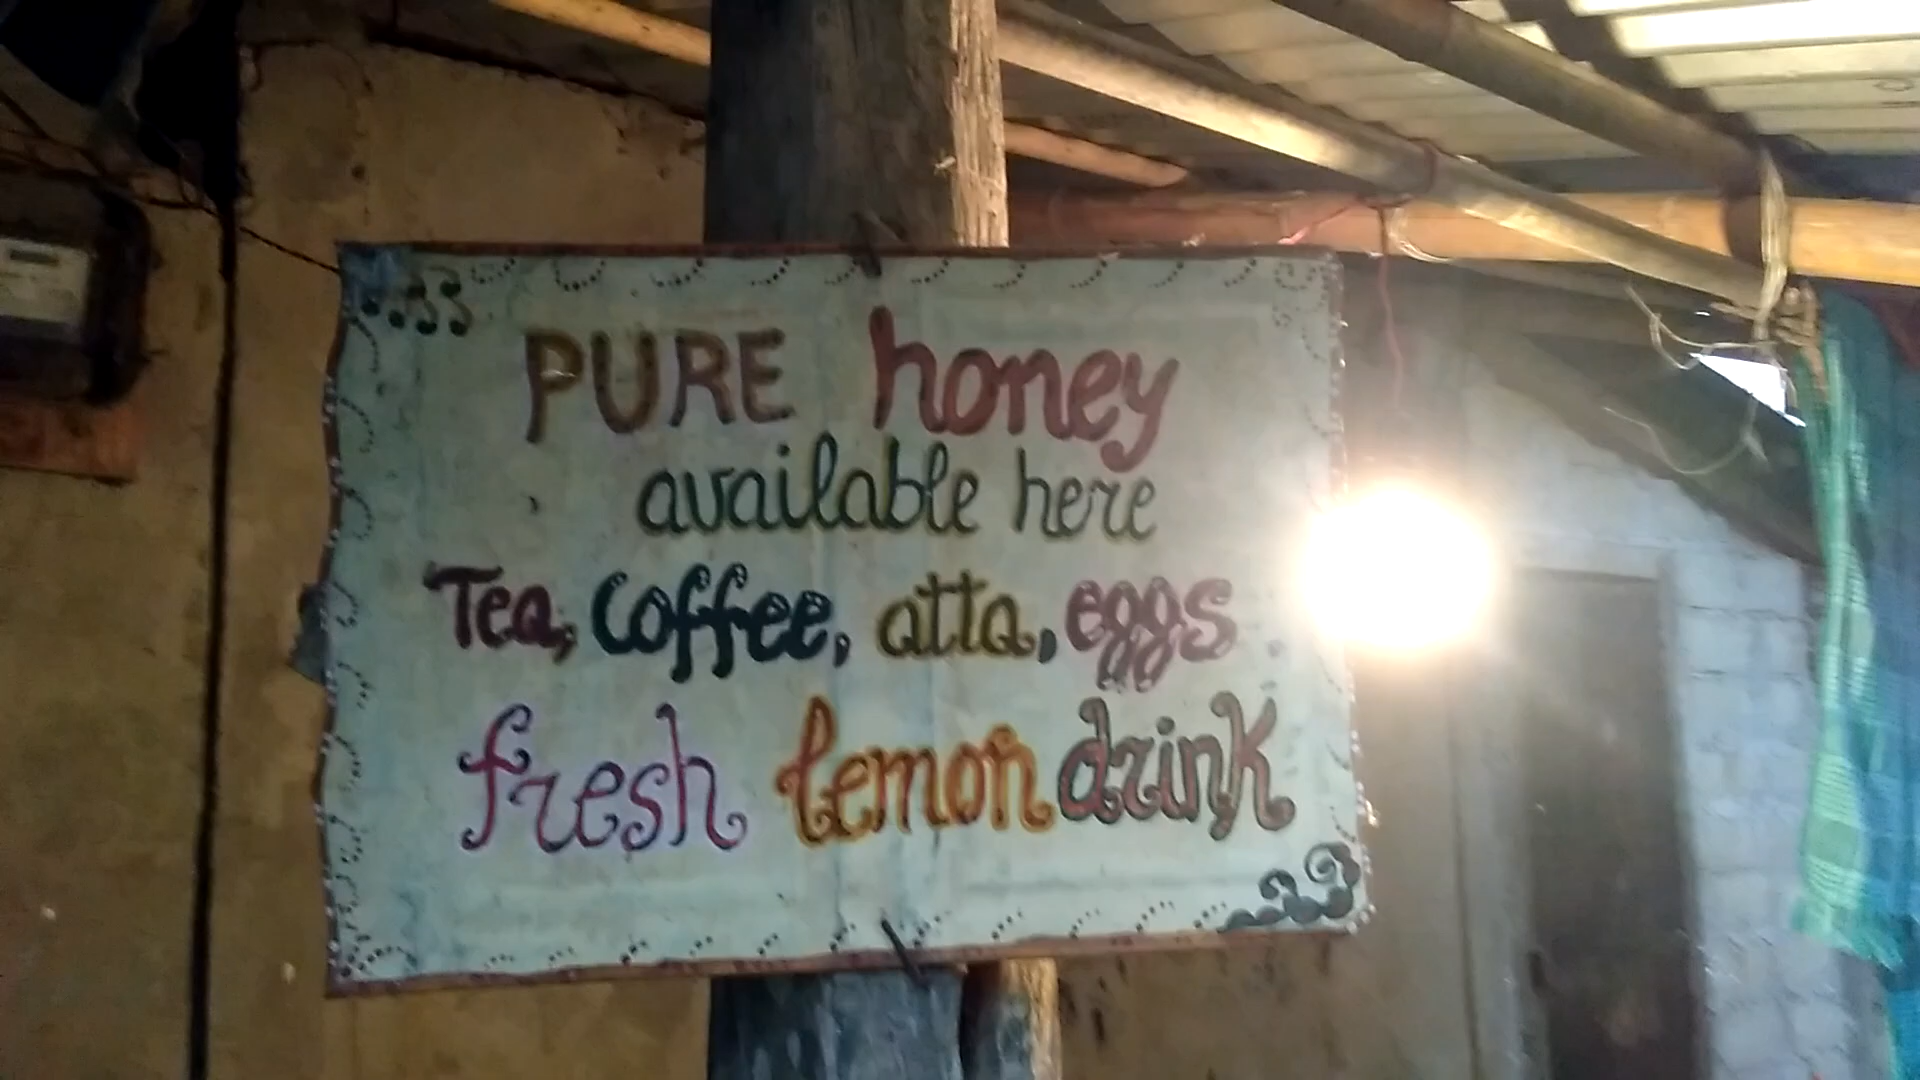 PURE honey
available here
Tea, Coffee, atta, eggs
fresh lemon drink